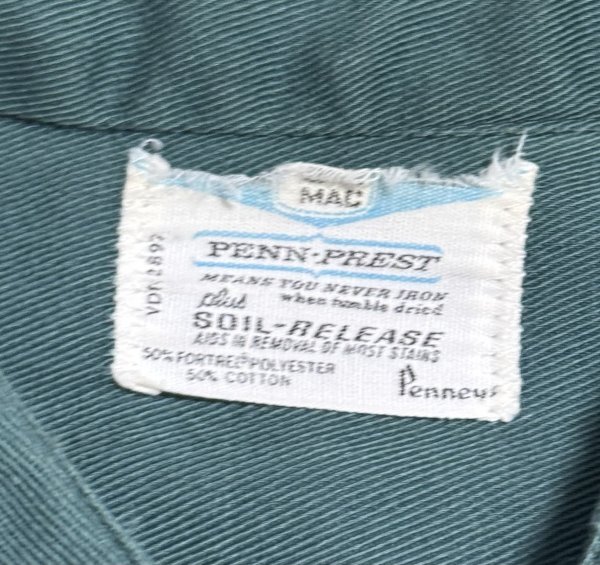 MAC
PENN-PREST
MEANS YOU NEVER IRON
when tumble dried
plus
SOIL-RELEASE
AIDS IN REMOVAL OF MOST STAINS
50% FORTREL® POLYESTER
50% COTTON
Penneys